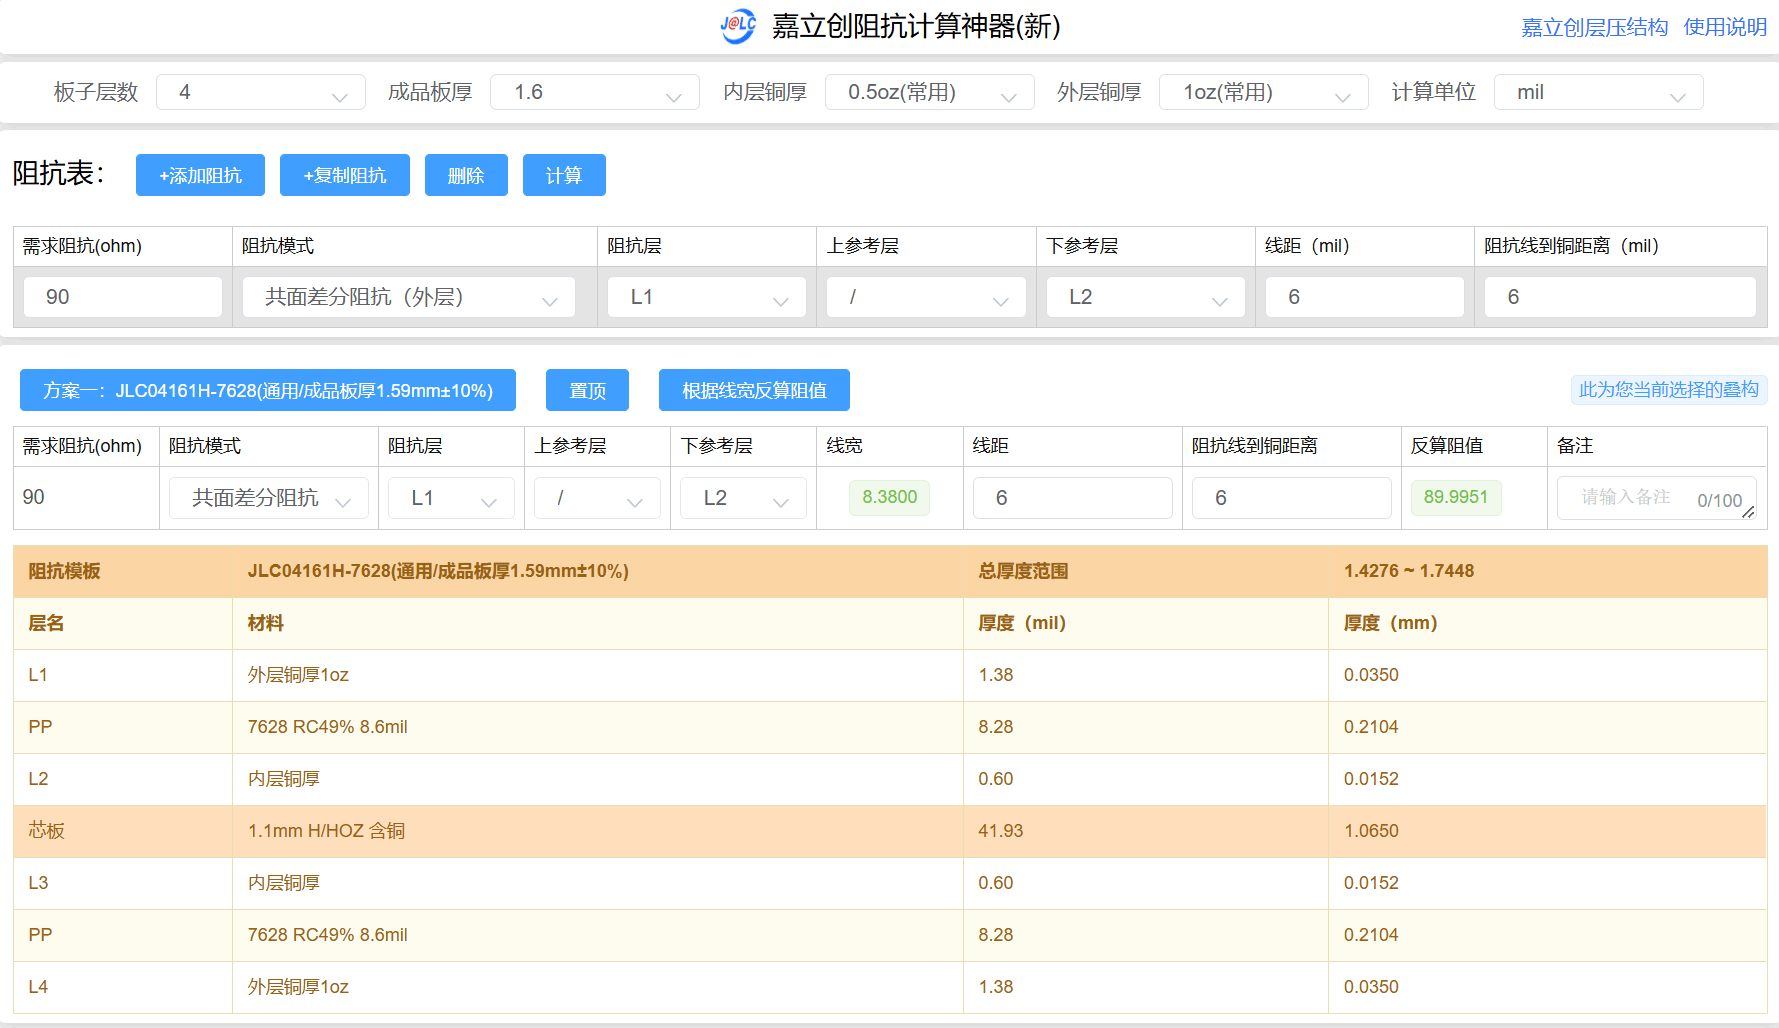 J@LC 嘉立创阻抗计算神器(新) 嘉立创层压结构 使用说明
板子层数 4 成品板厚 1.6 内层铜厚 0.5oz(常用) 外层铜厚 1oz(常用) 计算单位 mil
阻抗表： +添加阻抗 +复制阻抗 删除 计算
需求阻抗(ohm) 阻抗模式 阻抗层 上参考层 下参考层 线距（mil） 阻抗线到铜距离（mil）
90 共面差分阻抗（外层） L1 / L2 6 6
方案一：JLC04161H-7628(通用/成品板厚1.59mm±10%) 置顶 根据线宽反算阻值 此为您当前选择的叠构
需求阻抗(ohm) 阻抗模式 阻抗层 上参考层 下参考层 线宽 线距 阻抗线到铜距离 反算阻值 备注
90 共面差分阻抗 L1 / L2 8.3800 6 6 89.9951 请输入备注 0/100
阻抗模板 JLC04161H-7628(通用/成品板厚1.59mm±10%) 总厚度范围 1.4276 ~ 1.7448
层名 材料 厚度（mil） 厚度（mm）
L1 外层铜厚1oz 1.38 0.0350
PP 7628 RC49% 8.6mil 8.28 0.2104
L2 内层铜厚 0.60 0.0152
芯板 1.1mm H/HOZ 含铜 41.93 1.0650
L3 内层铜厚 0.60 0.0152
PP 7628 RC49% 8.6mil 8.28 0.2104
L4 外层铜厚1oz 1.38 0.0350